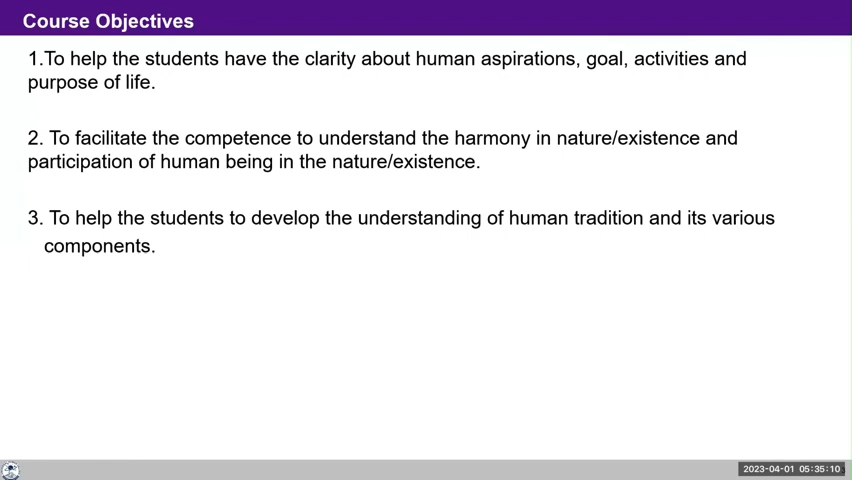 Course Objectives
1.To help the students have the clarity about human aspirations, goal, activities and
purpose of life.
2. To facilitate the competence to understand the harmony in nature/existence and
participation of human being in the nature/existence.
3. To help the students to develop the understanding of human tradition and its various
components.
2023-04-01 05:35:10